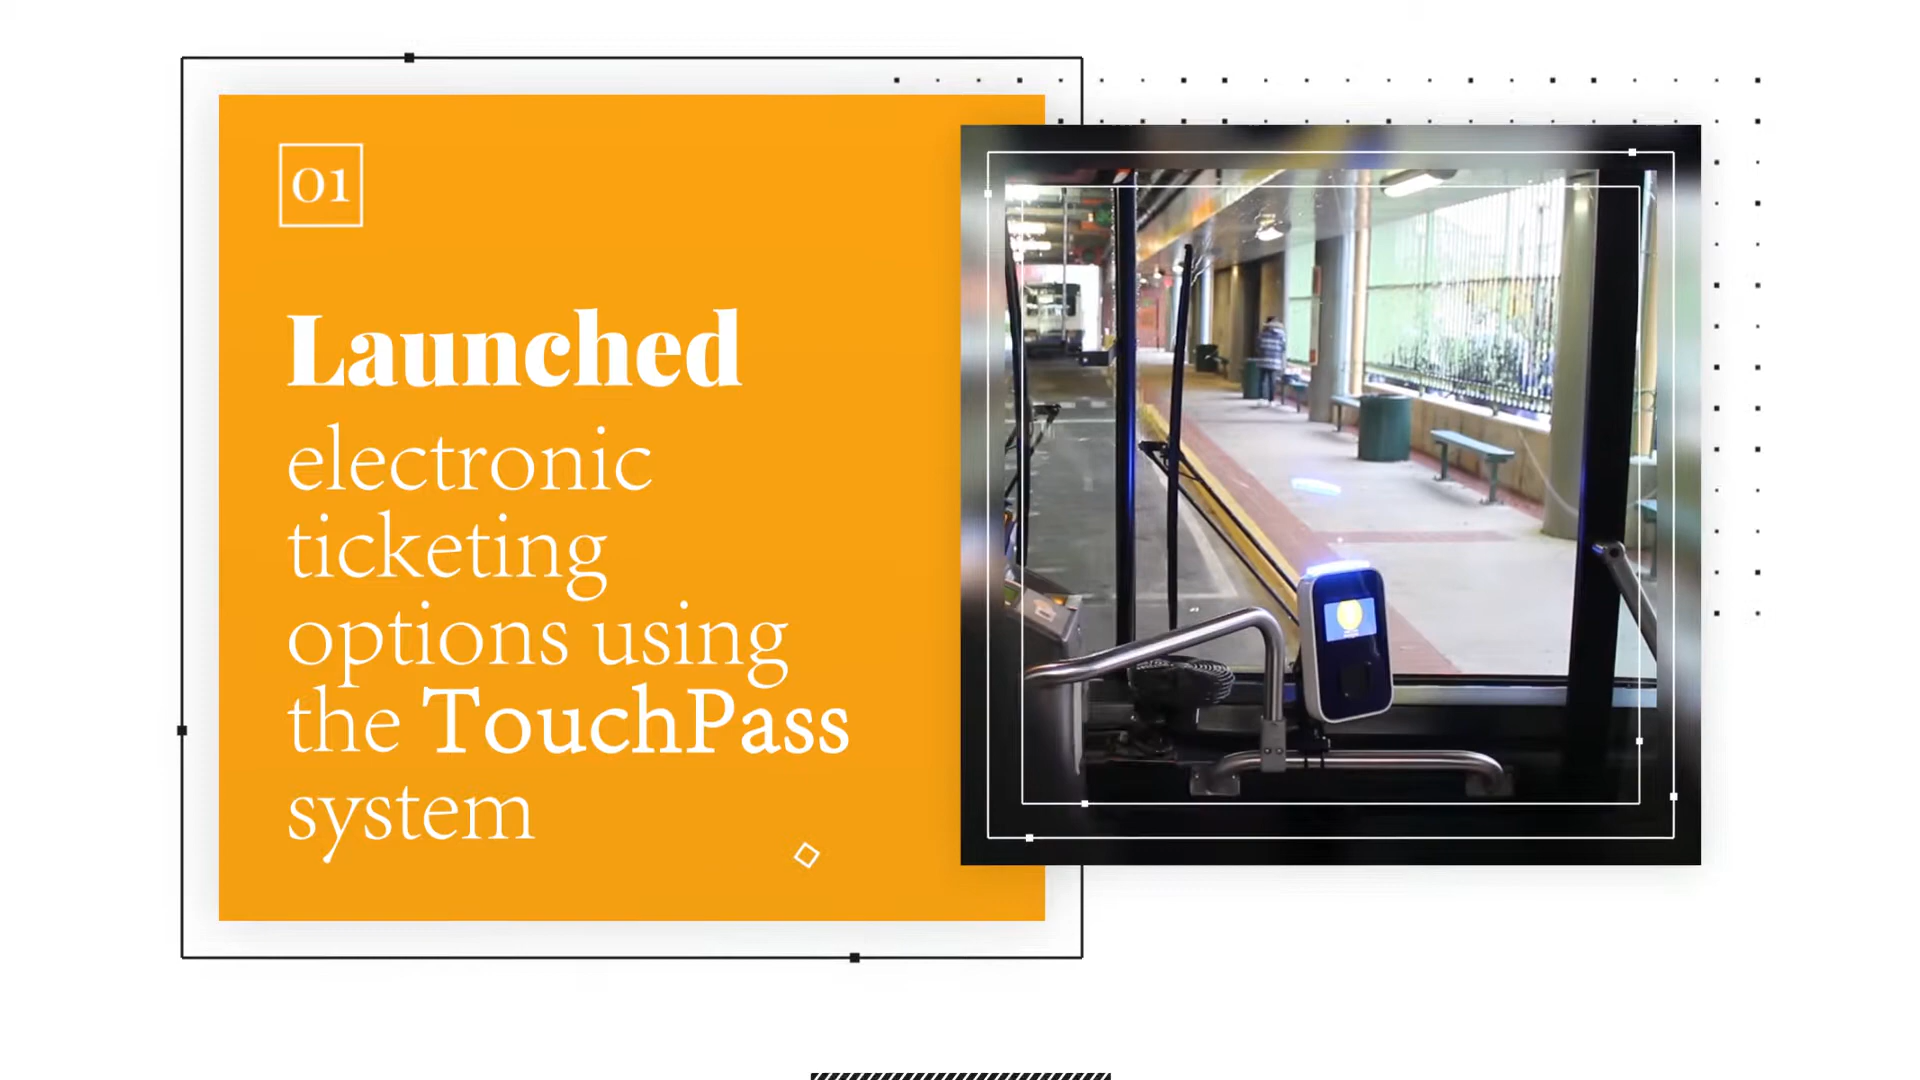 01
Launched
electronic
ticketing
options using
the TouchPass
system